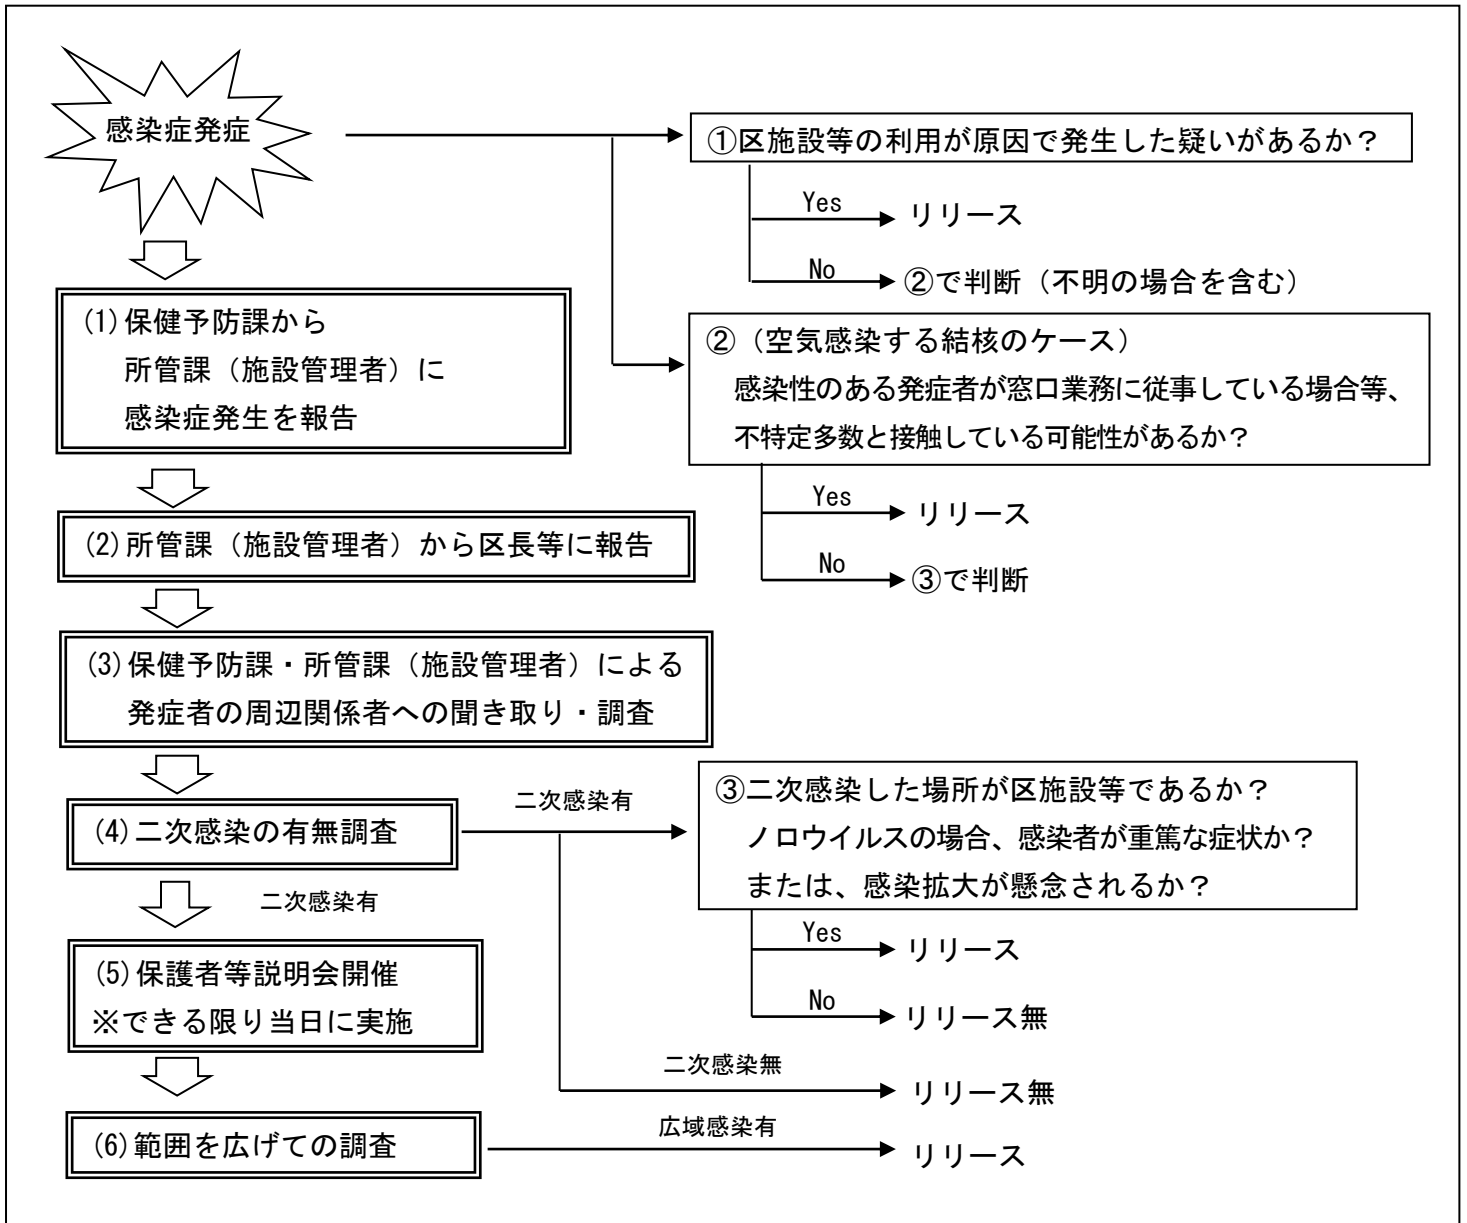 感染症発症
①区施設等の利用が原因で発生した疑いがあるか？
Yes
リリース
No
②で判断（不明の場合を含む）
(1)保健予防課から
所管課（施設管理者）に
感染症発生を報告
②（空気感染する結核のケース）
感染性のある発症者が窓口業務に従事している場合等、
不特定多数と接触している可能性があるか？
Yes
リリース
No
③で判断
(2)所管課（施設管理者）から区長等に報告
(3)保健予防課・所管課（施設管理者）による
発症者の周辺関係者への聞き取り・調査
(4)二次感染の有無調査
二次感染有
③二次感染した場所が区施設等であるか？
ノロウイルスの場合、感染者が重篤な症状か？
または、感染拡大が懸念されるか？
Yes
リリース
No
リリース無
二次感染有
(5)保護者等説明会開催
※できる限り当日に実施
二次感染無
リリース無
(6)範囲を広げての調査
広域感染有
リリース